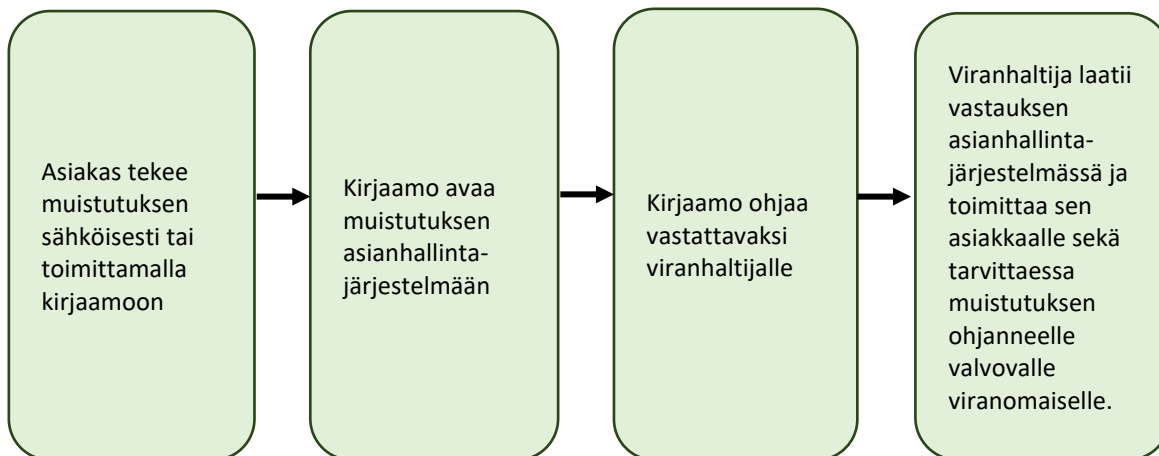 Asiakas tekee
muistutuksen
sähköisesti tai
toimittamalla
kirjaamoon
Kirjaamo avaa
muistutuksen
asianhallinta-
järjestelmään
Kirjaamo ohjaa
vastattavaksi
viranhaltijalle
Viranhaltija laatii
vastauksen
asianhallinta-
järjestelmässä ja
toimittaa sen
asiakkaalle sekä
tarvittaessa
muistutuksen
ohjanneelle
valvovalle
viranomaiselle.